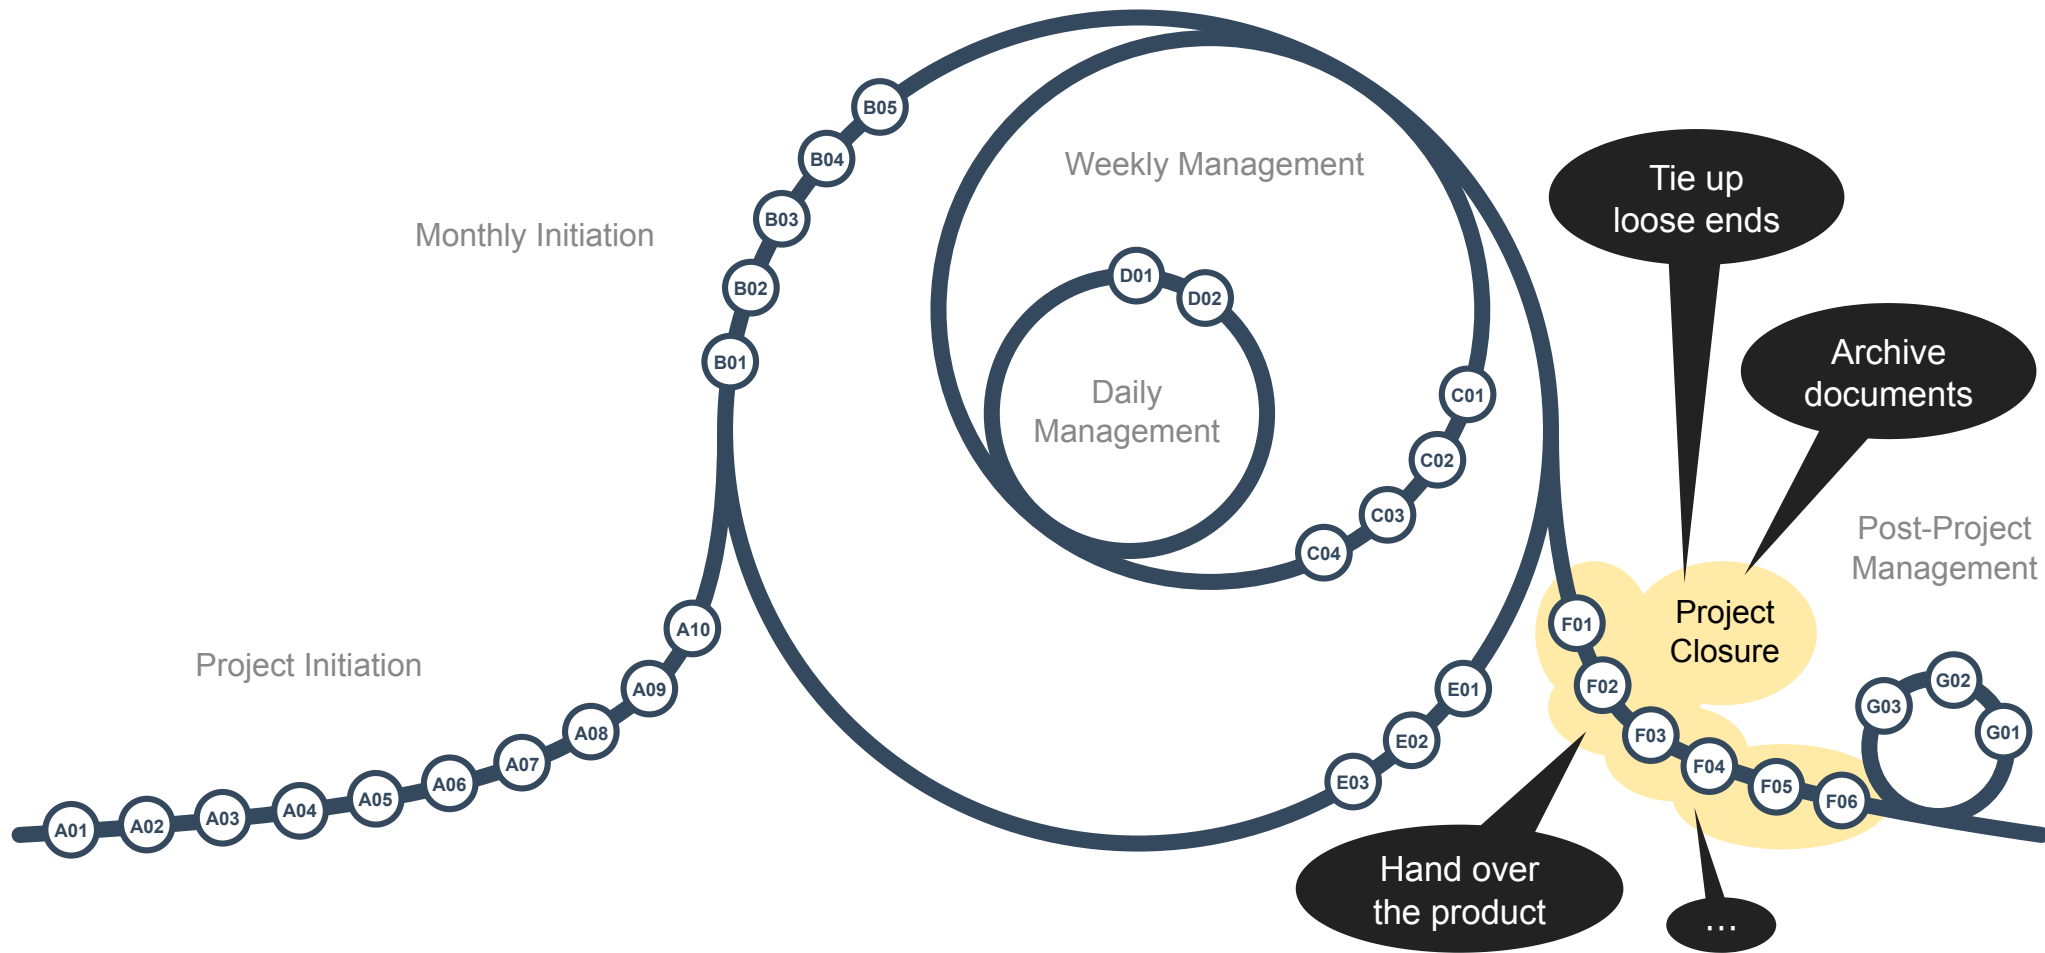 B05
B04
B03
B02
B01
Monthly Initiation
Weekly Management
D01
D02
Daily
Management
C01
C02
C03
C04
Tie up
loose ends
Archive
documents
Post-Project
Management
Project
Closure
Project Initiation
A01
A02
A03
A04
A05
A06
A07
A08
A09
A10
E01
E02
E03
F01
F02
F03
F04
F05
F06
G03
G02
G01
Hand over
the product
...